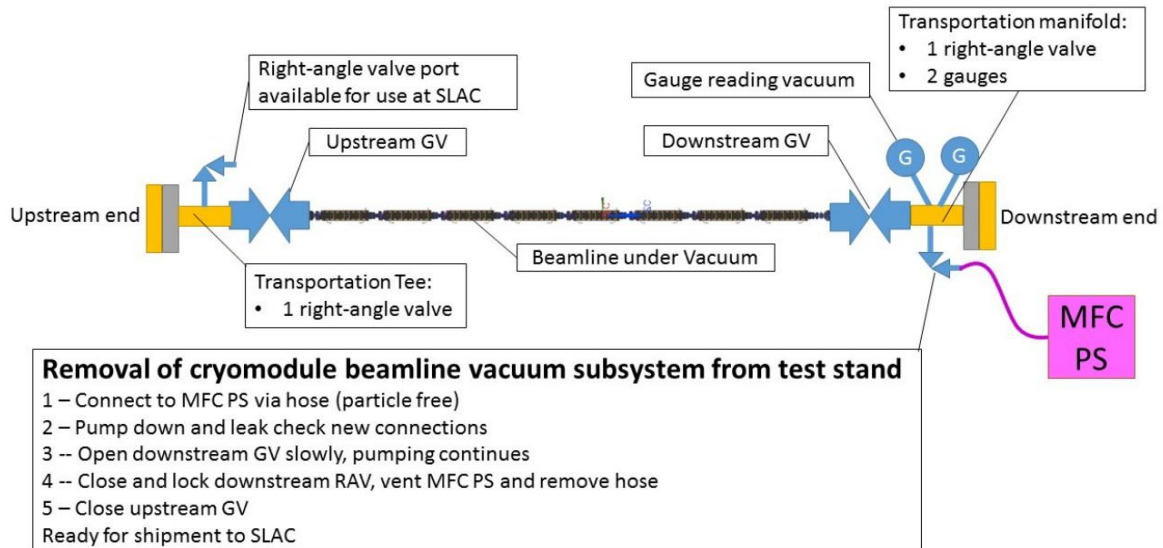 Transportation manifold:
• 1 right-angle valve
• 2 gauges
Right-angle valve port
available for use at SLAC
Gauge reading vacuum
Upstream GV
Downstream GV
G
G
Upstream end
Downstream end
Beamline under Vacuum
Transportation Tee:
• 1 right-angle valve
MFC
PS
Removal of cryomodule beamline vacuum subsystem from test stand
1 – Connect to MFC PS via hose (particle free)
2 – Pump down and leak check new connections
3 -- Open downstream GV slowly, pumping continues
4 – Close and lock downstream RAV, vent MFC PS and remove hose
5 – Close upstream GV
Ready for shipment to SLAC